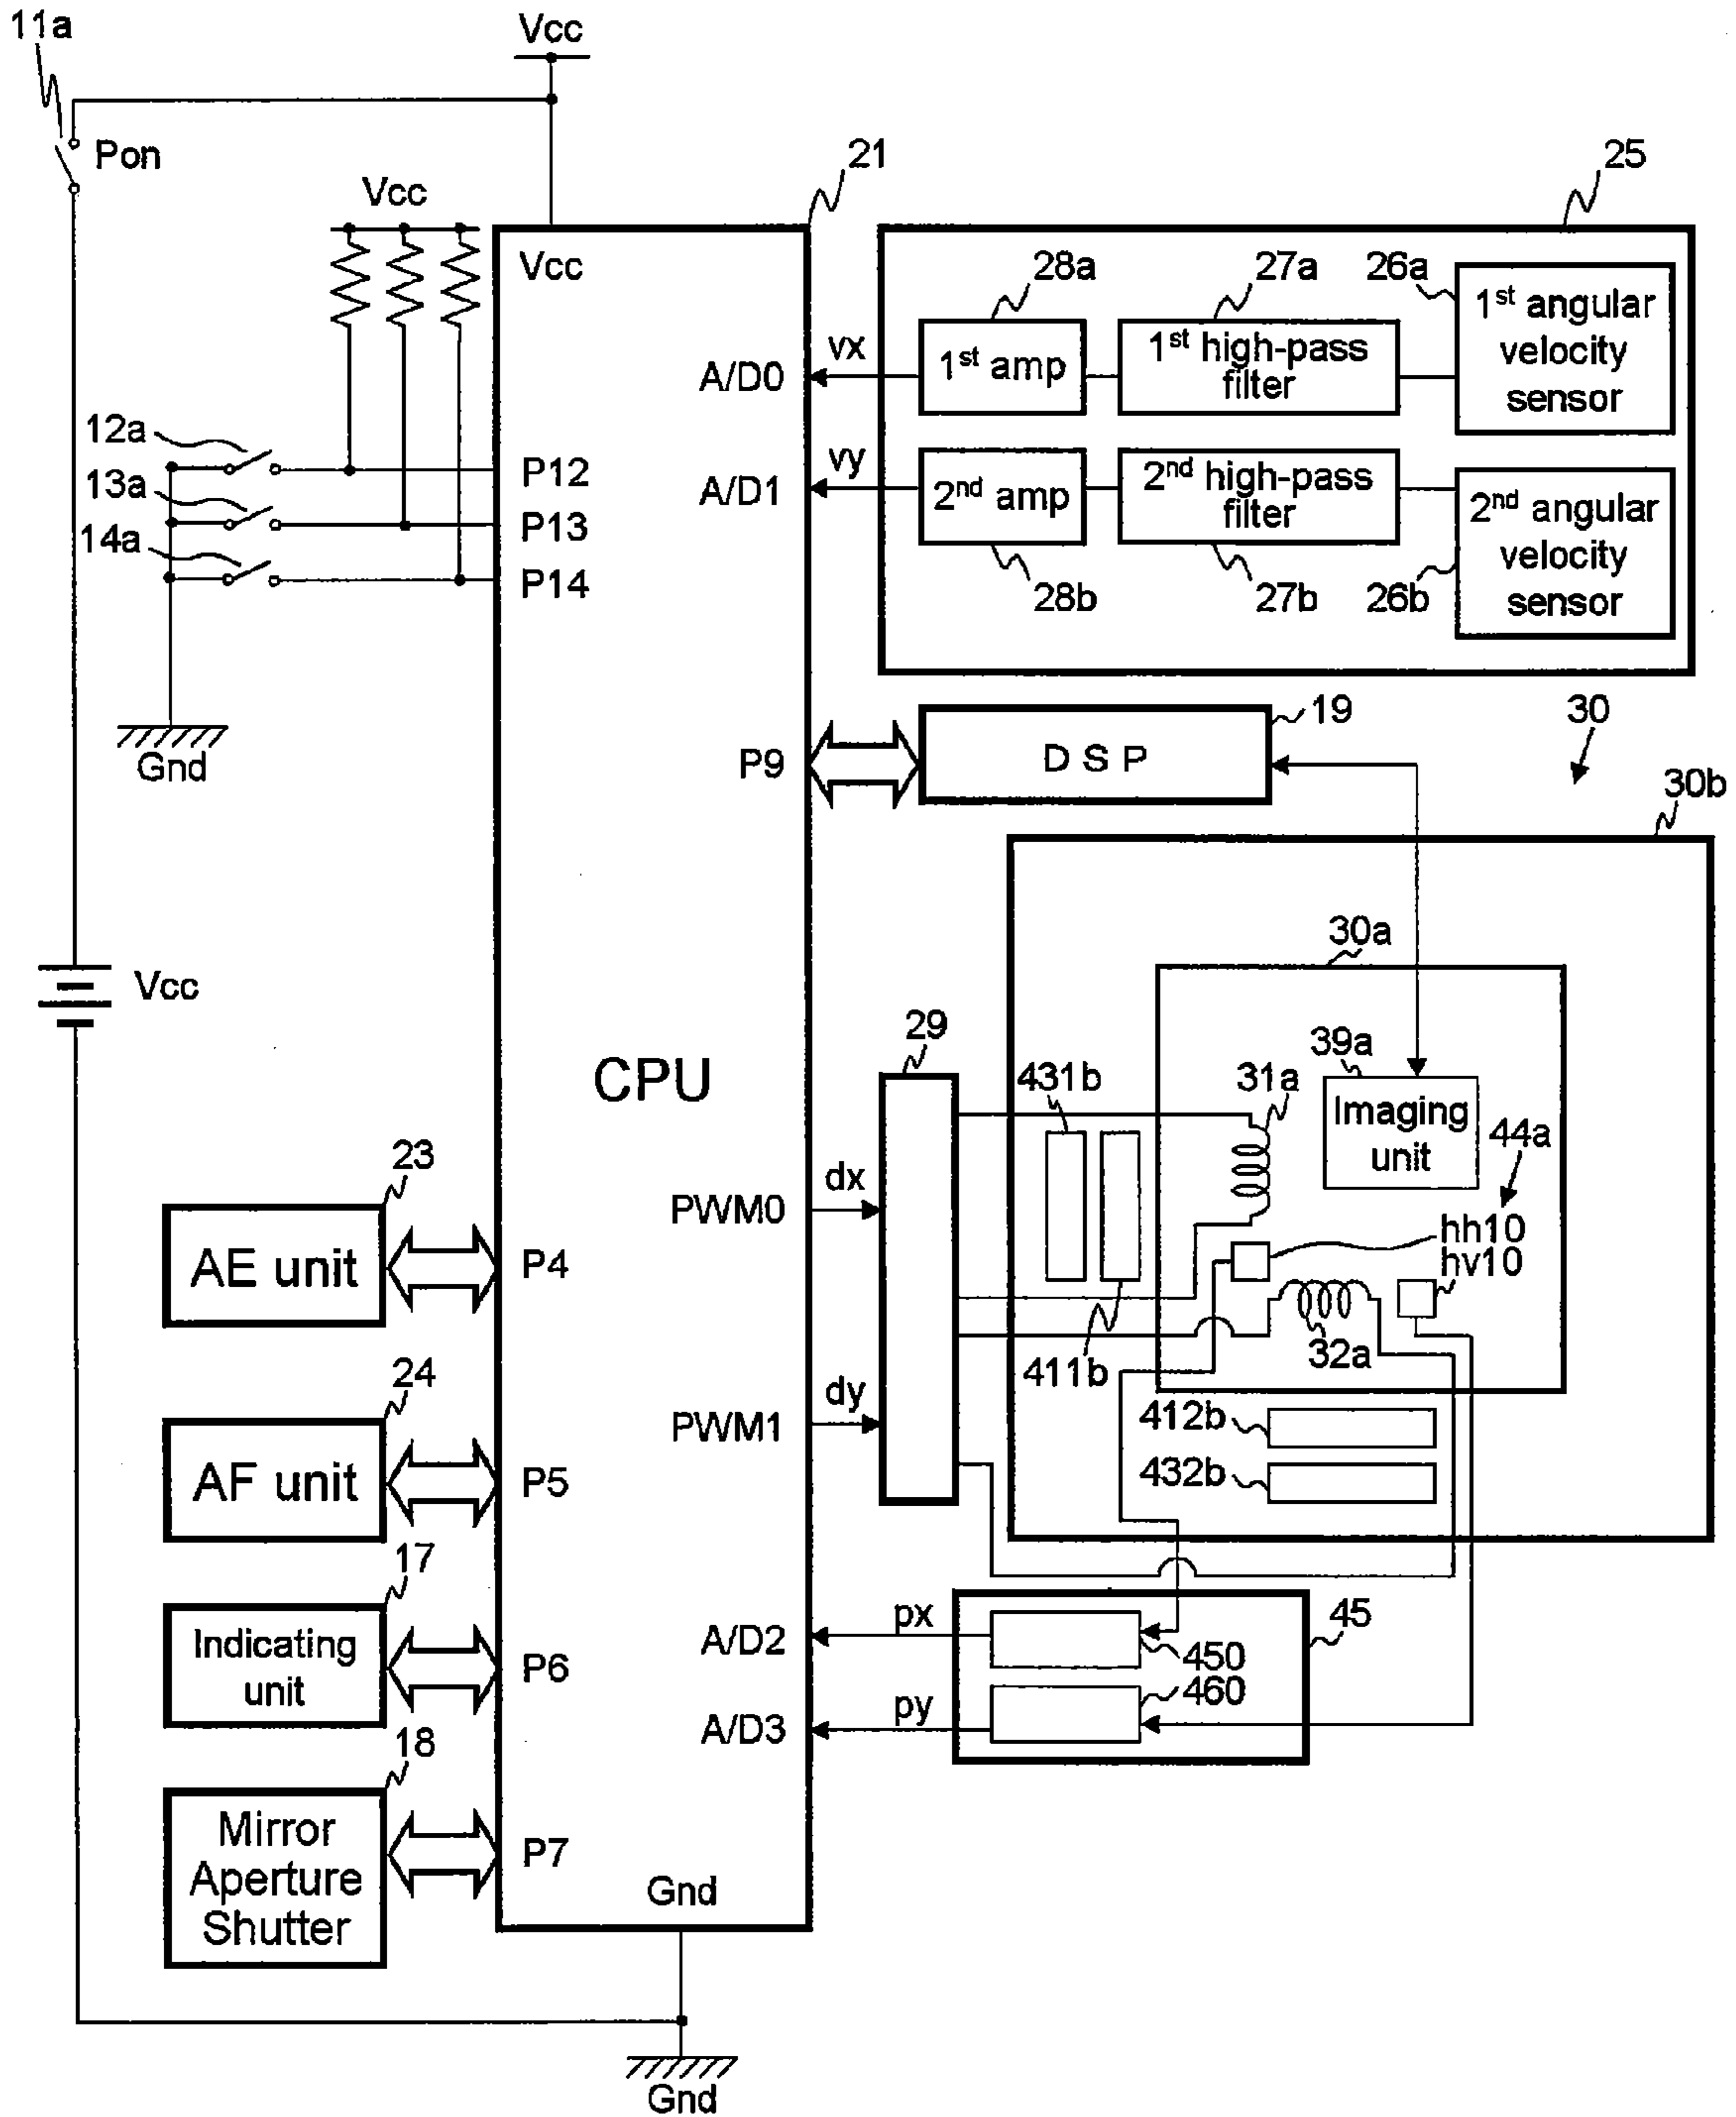 11a
Vcc
Pon
21
25
Vcc
Vcc
28a
27a
26a
1st angular
velocity
sensor
vx
A/D0
1st amp
1st high-pass
filter
12a
P12
vy
A/D1
2nd amp
2nd high-pass
filter
2nd angular
velocity
sensor
13a
P13
14a
P14
28b
27b
26b
19
30
Gnd
P9
D S P
30b
30a
Vcc
29
39a
CPU
431b
31a
Imaging
unit
44a
23
dx
PWM0
hh10
hv10
AE unit
P4
411b
32a
24
dy
PWM1
412b
432b
AF unit
P5
17
px
45
Indicating
unit
P6
A/D2
450
460
py
A/D3
18
Mirror
Aperture
Shutter
P7
Gnd
Gnd